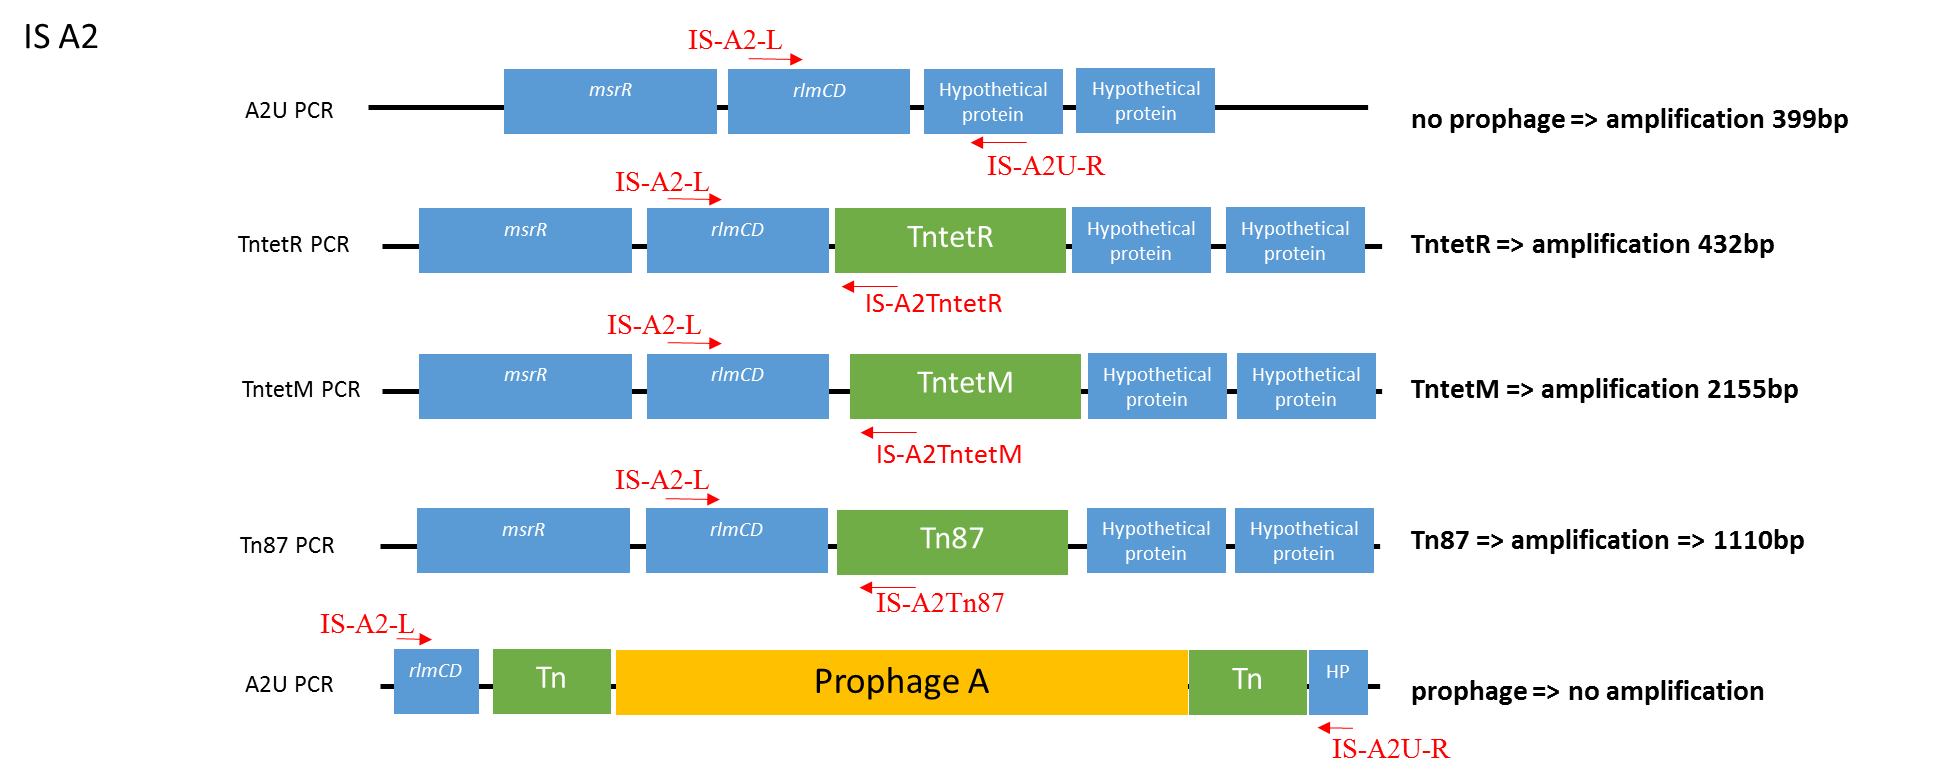 IS A2
IS-A2-L
A2U PCR
msrR
rlmCD
Hypothetical
protein
Hypothetical
protein
no prophage => amplification 399bp
IS-A2U-R
IS-A2-L
TntetR PCR
msrR
rlmCD
TntetR
Hypothetical
protein
Hypothetical
protein
TntetR => amplification 432bp
IS-A2TntetR
IS-A2-L
TntetM PCR
msrR
rlmCD
TntetM
Hypothetical
protein
Hypothetical
protein
TntetM => amplification 2155bp
IS-A2TntetM
IS-A2-L
Tn87 PCR
msrR
rlmCD
Tn87
Hypothetical
protein
Hypothetical
protein
Tn87 => amplification => 1110bp
IS-A2Tn87
IS-A2-L
A2U PCR
rlmCD
Tn
Prophage A
Tn
HP
prophage => no amplification
IS-A2U-R